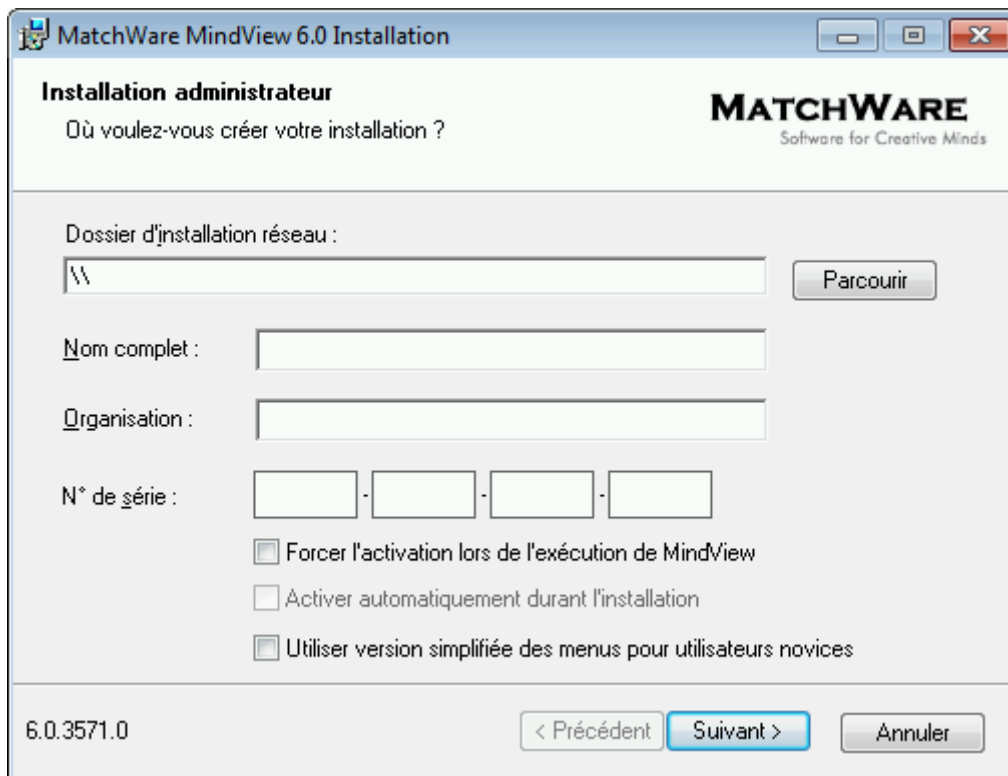 MatchWare MindView 6.0 Installation
Installation administrateur
Où voulez-vous créer votre installation ?
MATCHWARE
Software for Creative Minds
Dossier d'installation réseau :
\\
Parcourir
Nom complet :
Organisation :
N° de série :
- - -
Forcer l'activation lors de l'exécution de MindView
Activer automatiquement durant l'installation
Utiliser version simplifiée des menus pour utilisateurs novices
6.0.3571.0
< Précédent
Suivant >
Annuler